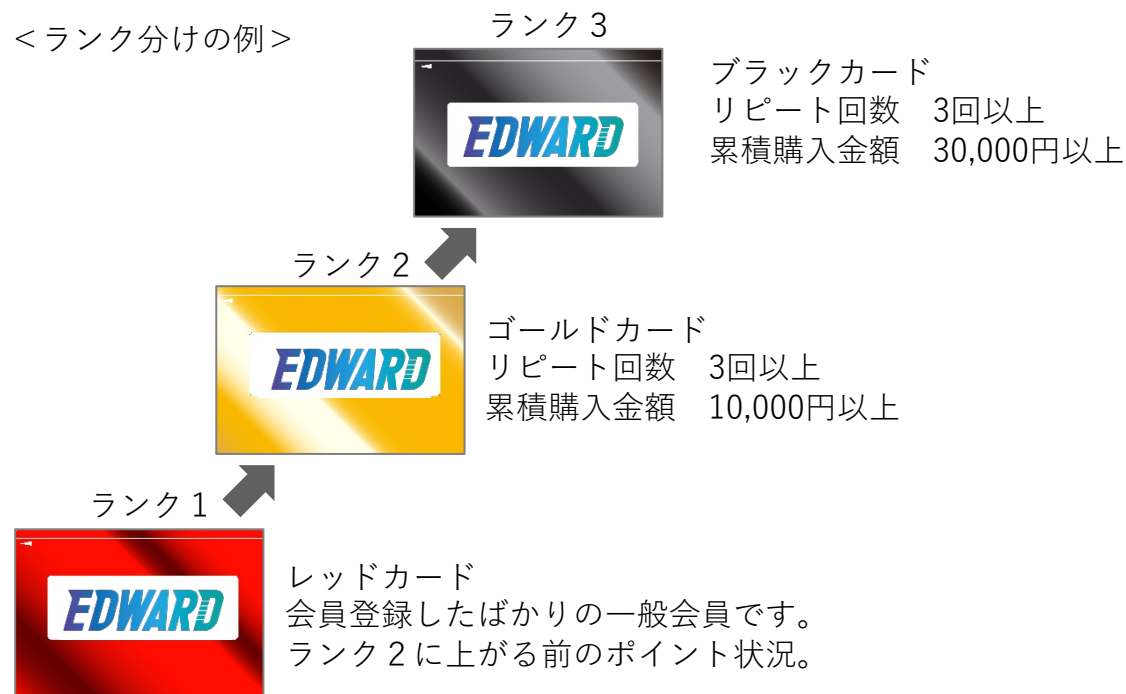 ＜ランク分けの例＞
ランク３
EDWARD
ブラックカード
リピート回数　3回以上
累積購入金額　30,000円以上
ランク２
EDWARD
ゴールドカード
リピート回数　3回以上
累積購入金額　10,000円以上
ランク１
EDWARD
レッドカード
会員登録したばかりの一般会員です。
ランク２に上がる前のポイント状況。